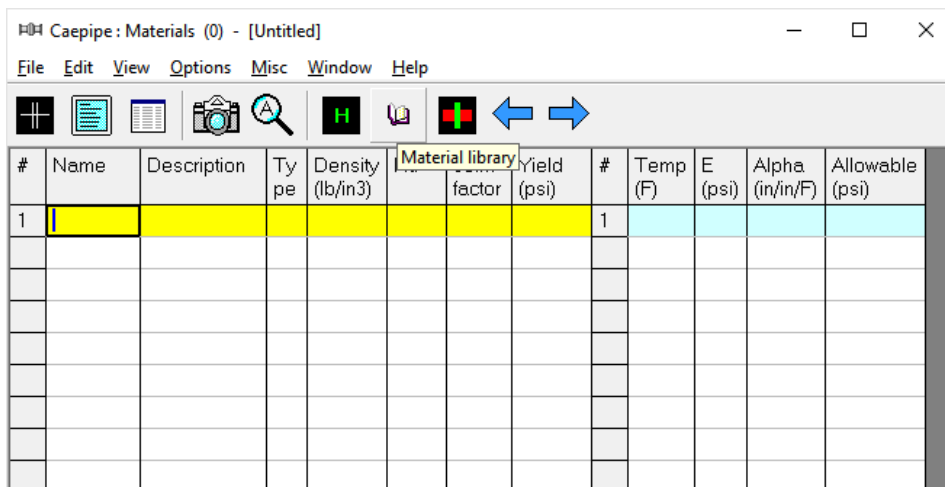 Caepipe : Materials (0) - [Untitled]
File Edit View Options Misc Window Help
A H
Material library
# Name Description Ty Density factor Yield # Temp E Alpha Allowable
pe (lb/in3) (psi) (F) (psi) (in/in/F) (psi)
1 1